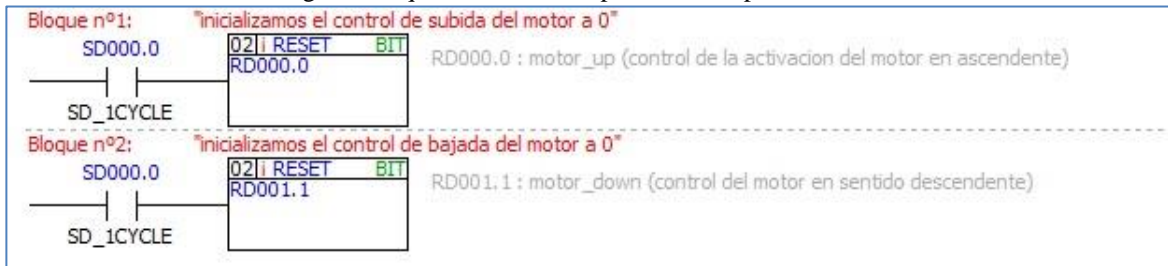 Bloque nº1: "inicializamos el control de subida del motor a 0"
SD000.0
02 i RESET BIT
RD000.0
RD000.0 : motor_up (control de la activacion del motor en ascendente)
SD_1CYCLE
Bloque nº2: "inicializamos el control de bajada del motor a 0"
SD000.0
02 i RESET BIT
RD001.1
RD001.1 : motor_down (control del motor en sentido descendente)
SD_1CYCLE